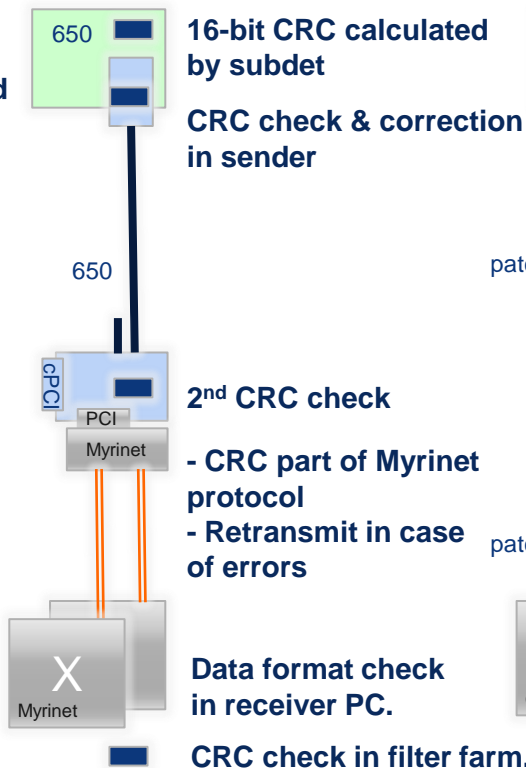 650
16-bit CRC calculated
by subdet
CRC check & correction
in sender
650
cPCI
PCI
Myrinet
2nd CRC check
- CRC part of Myrinet
protocol
- Retransmit in case
of errors
X
Myrinet
Data format check
in receiver PC.
CRC check in filter farm.